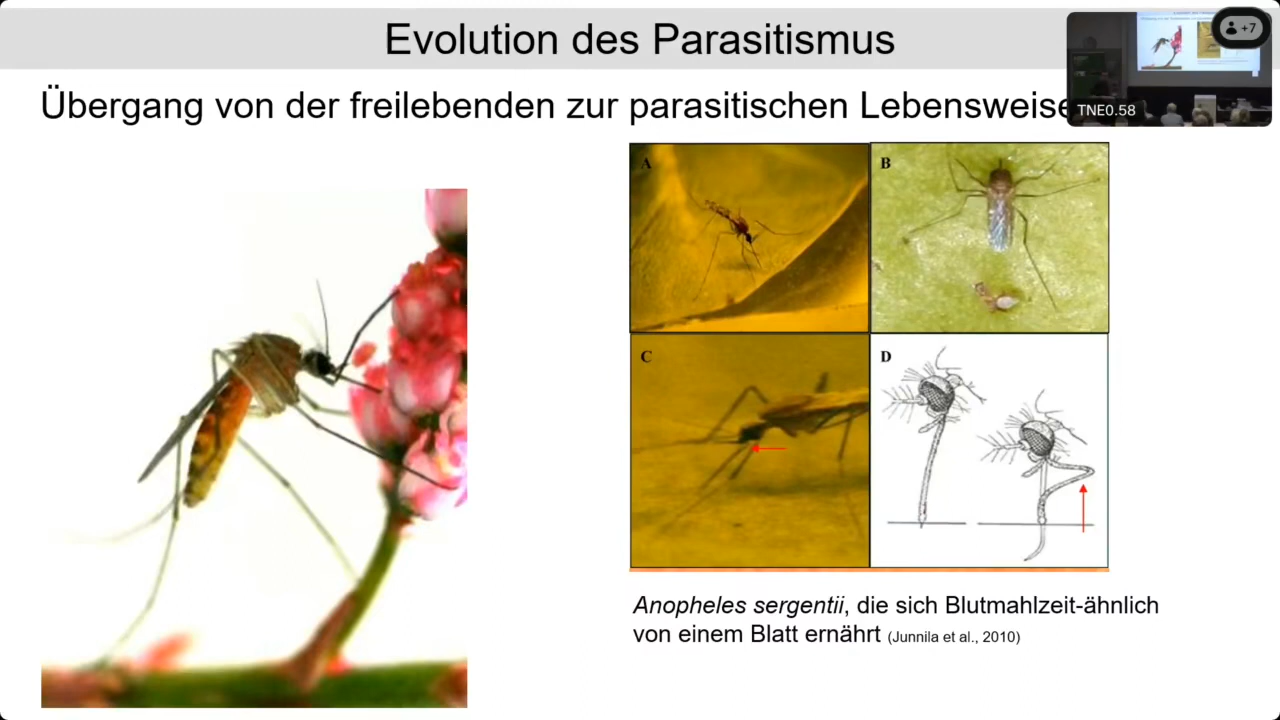 Evolution des Parasitismus
+7
TNE0.58
Übergang von der freilebenden zur parasitischen Lebensweise
A
B
C
D
Anopheles sergentii, die sich Blutmahlzeit-ähnlich
von einem Blatt ernährt (Junnila et al., 2010)